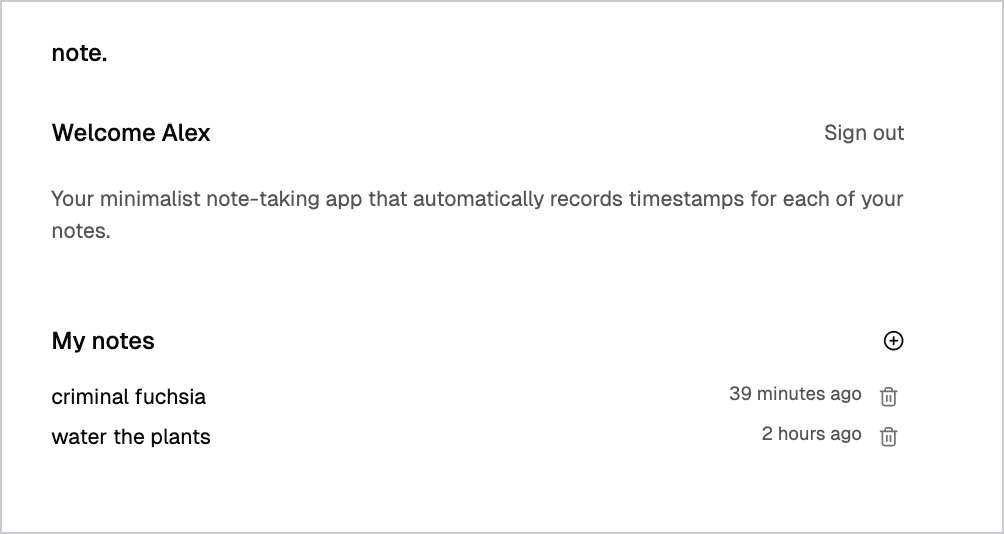 note.
Welcome Alex
Sign out
Your minimalist note-taking app that automatically records timestamps for each of your
notes.
My notes
criminal fuchsia
39 minutes ago
water the plants
2 hours ago